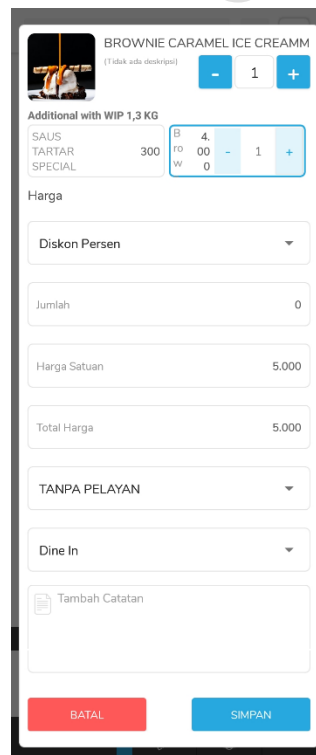 BROWNIE CARAMEL ICE CREAMM
(Tidak ada deskripsi)
- 1 +
Additional with WIP 1,3 KG
SAUS
TARTAR
SPECIAL
300
B
ro
w
4.
00
0
- 1 +
Harga
Diskon Persen
Jumlah 0
Harga Satuan 5.000
Total Harga 5.000
TANPA PELAYAN
Dine In
Tambah Catatan
BATAL SIMPAN